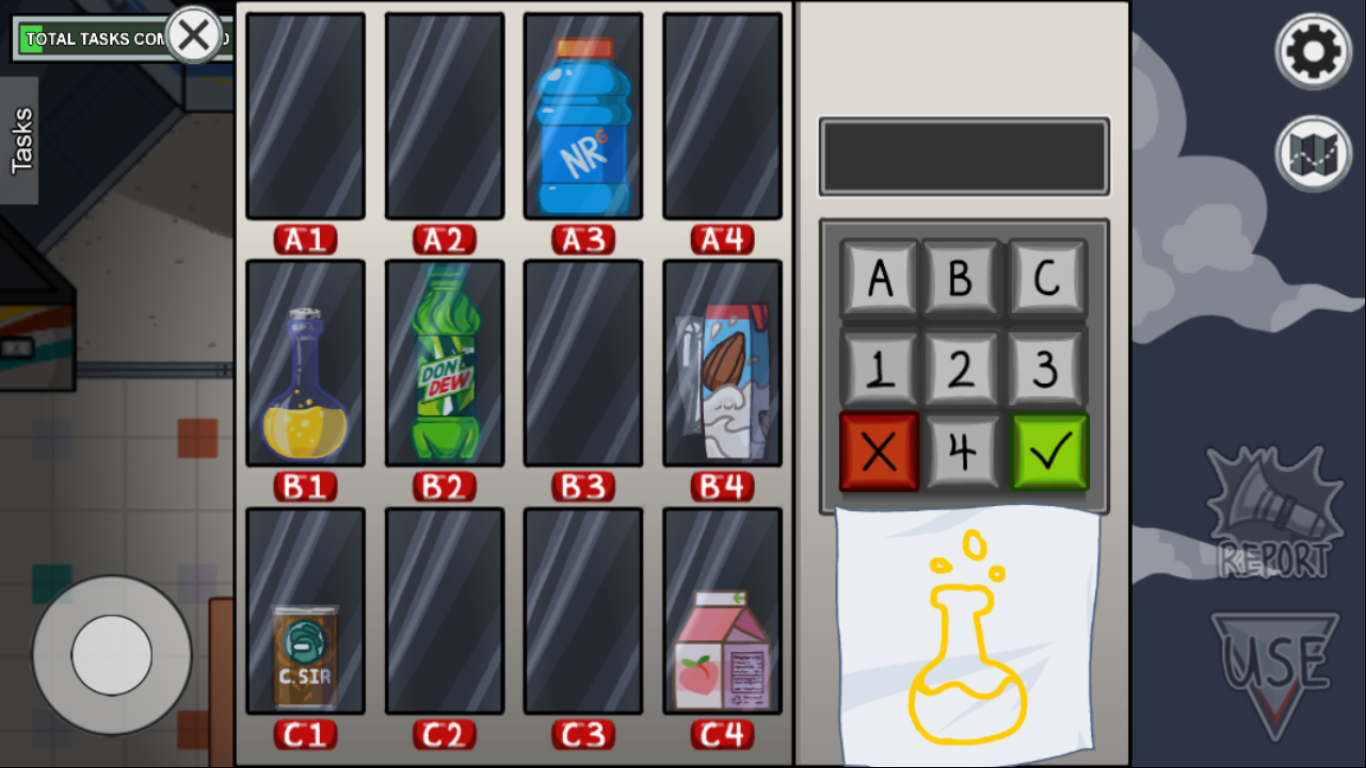 TOTAL TASKS COM
Tasks
NRG
A1 A2 A3 A4
DON
DEW
B1 B2 B3 B4
C.SIR
C1 C2 C3 C4
A B C
1 2 3
X 4
REPORT
USE